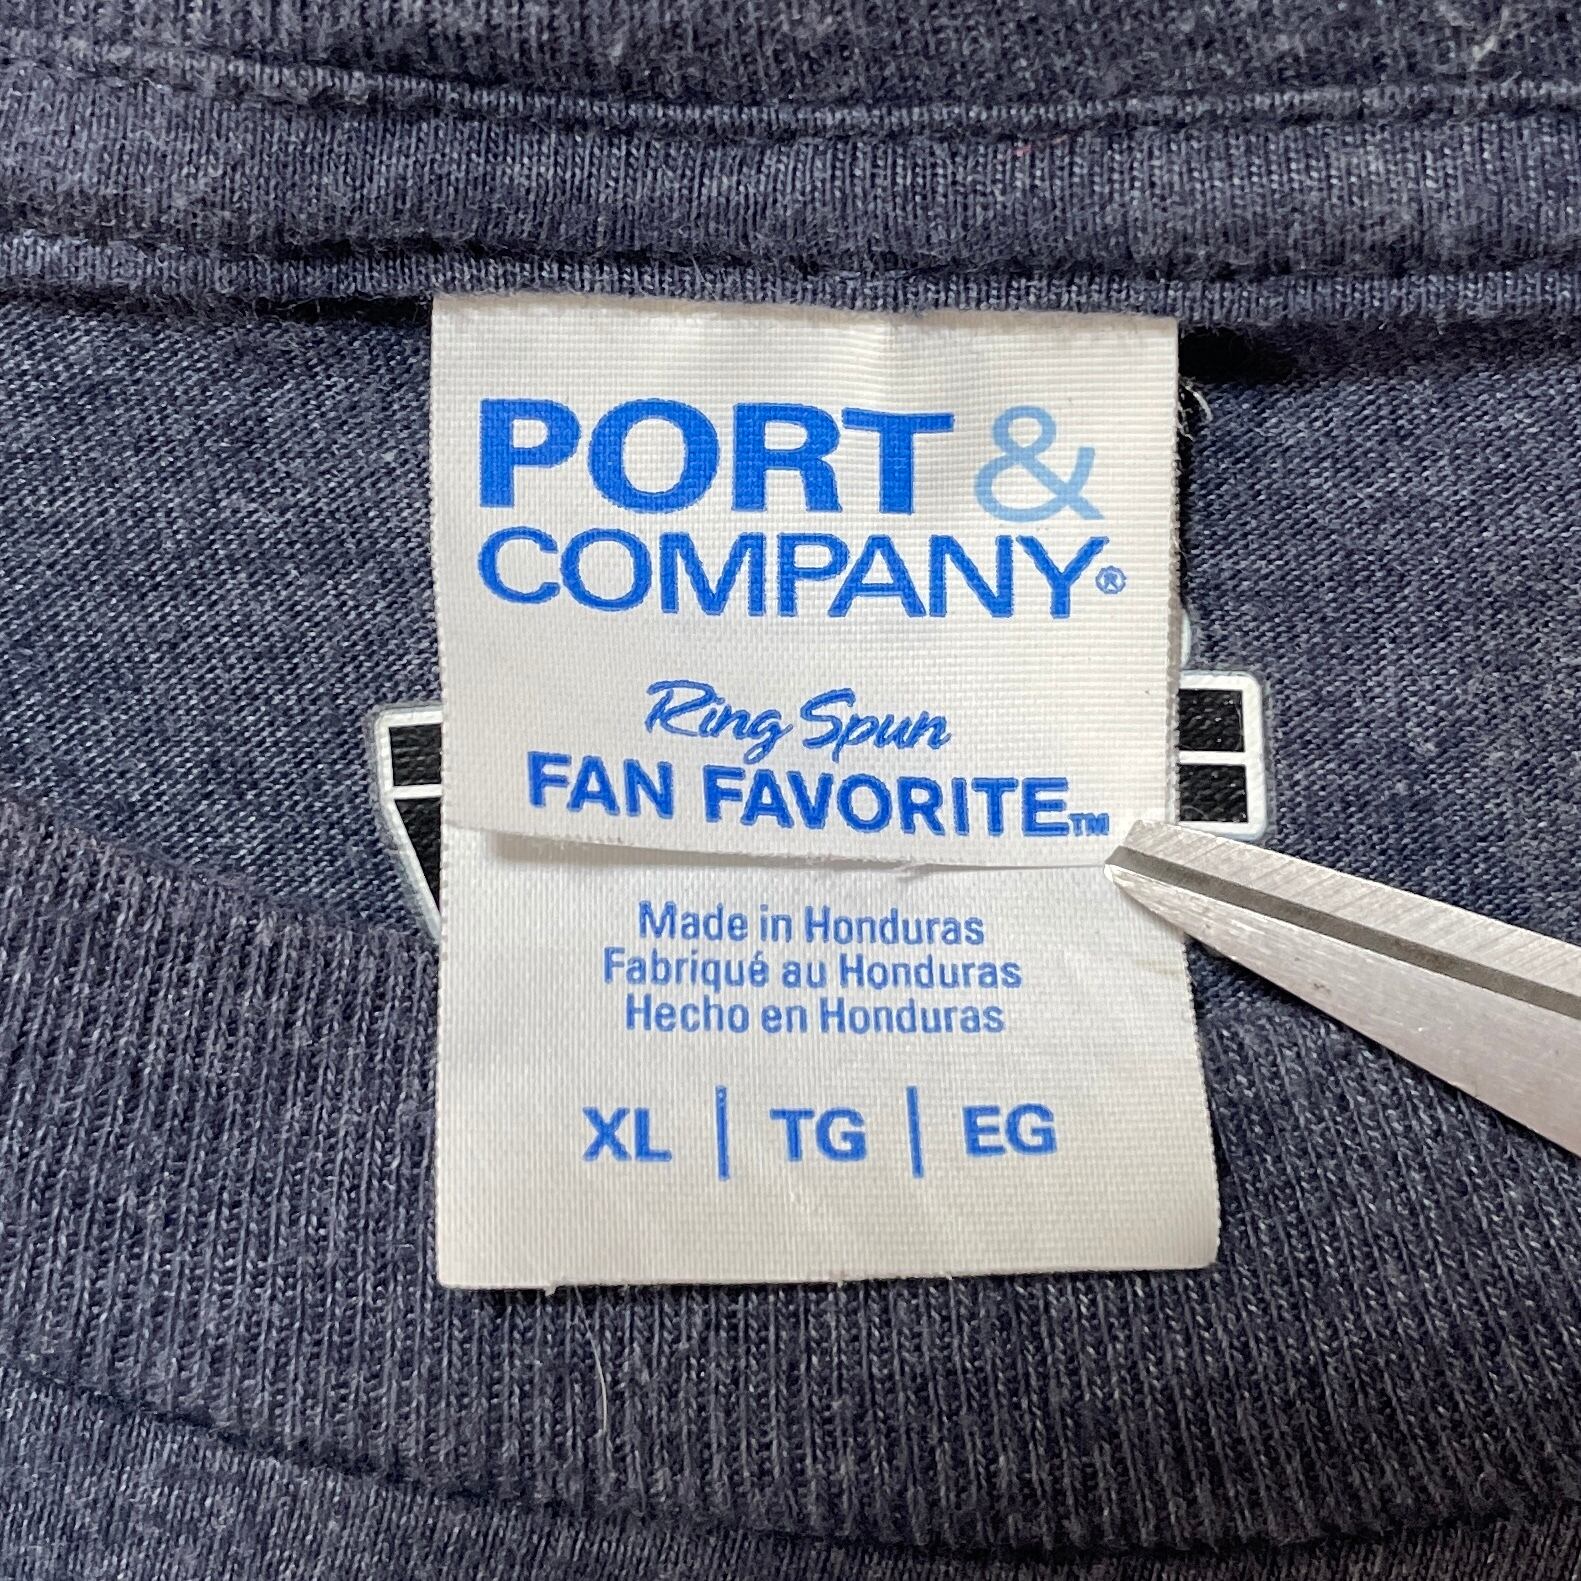 PORT &
COMPANY®
Ring Spun
FAN FAVORITE™
Made in Honduras
Fabriqué au Honduras
Hecho en Honduras
XL | TG | EG